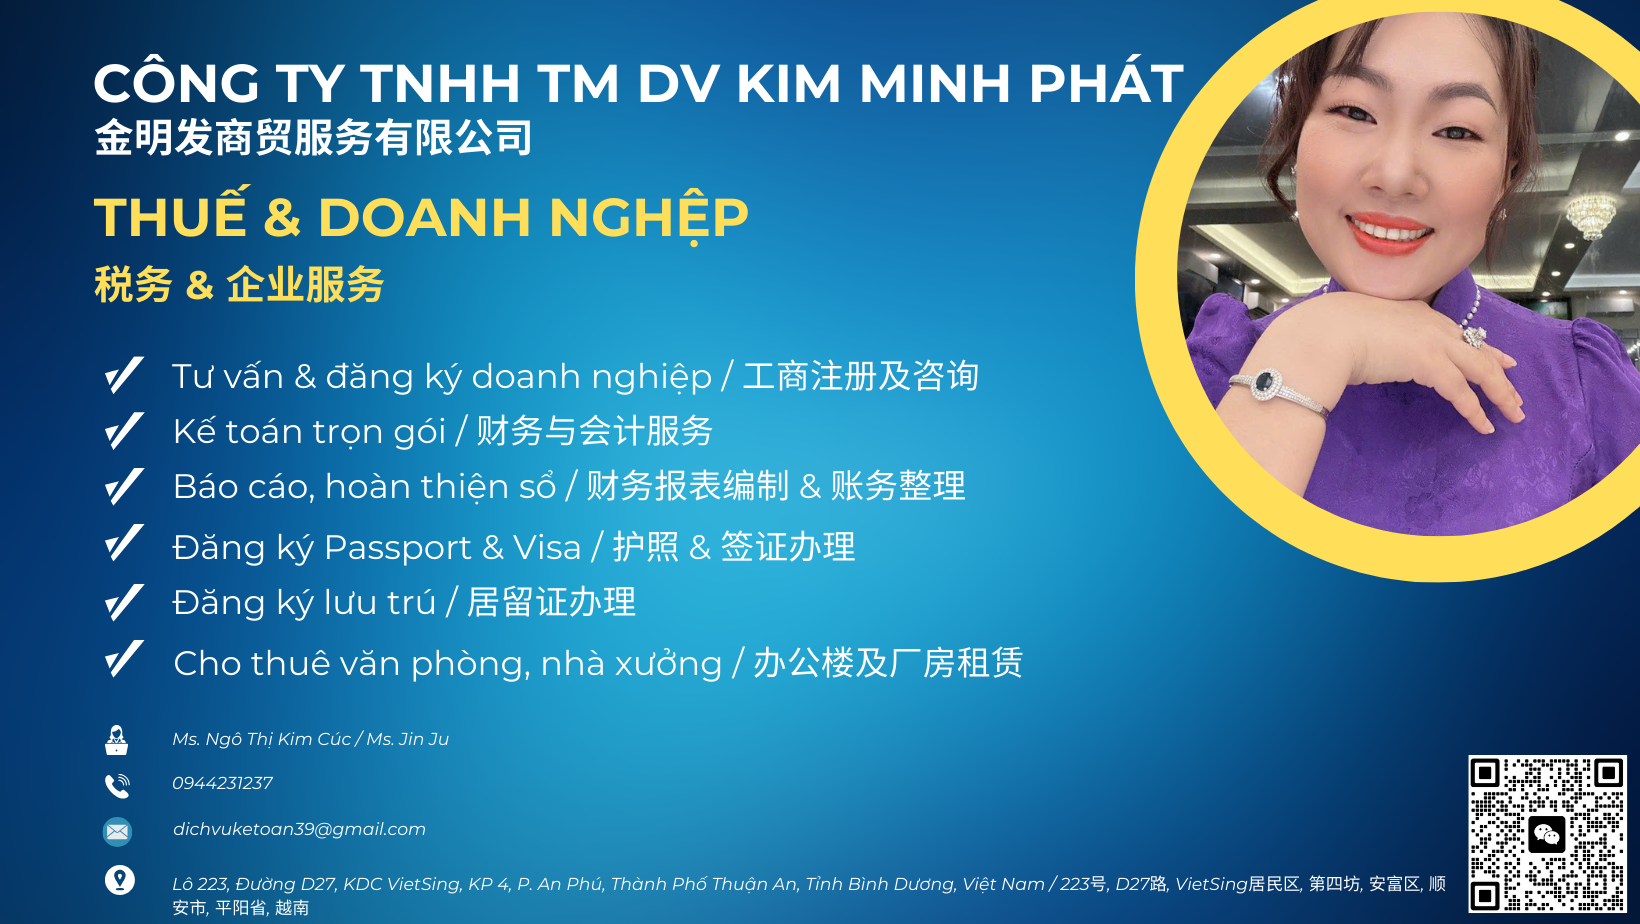 CÔNG TY TNHH TM DV KIM MINH PHÁT
金明发商贸服务有限公司
THUẾ & DOANH NGHỆP
税务 & 企业服务
Tư vấn & đăng ký doanh nghiệp / 工商注册及咨询
Kế toán trọn gói / 财务与会计服务
Báo cáo, hoàn thiện sổ / 财务报表编制 & 账务整理
Đăng ký Passport & Visa / 护照 & 签证办理
Đăng ký lưu trú / 居留证办理
Cho thuê văn phòng, nhà xưởng / 办公楼及厂房租赁
Ms. Ngô Thị Kim Cúc / Ms. Jin Ju
0944231237
dichvuketoan39@gmail.com
Lô 223, Đường D27, KDC VietSing, KP 4, P. An Phú, Thành Phố Thuận An, Tỉnh Bình Dương, Việt Nam / 223号, D27路, VietSing居民区, 第四坊, 安富区, 顺
安市, 平阳省, 越南